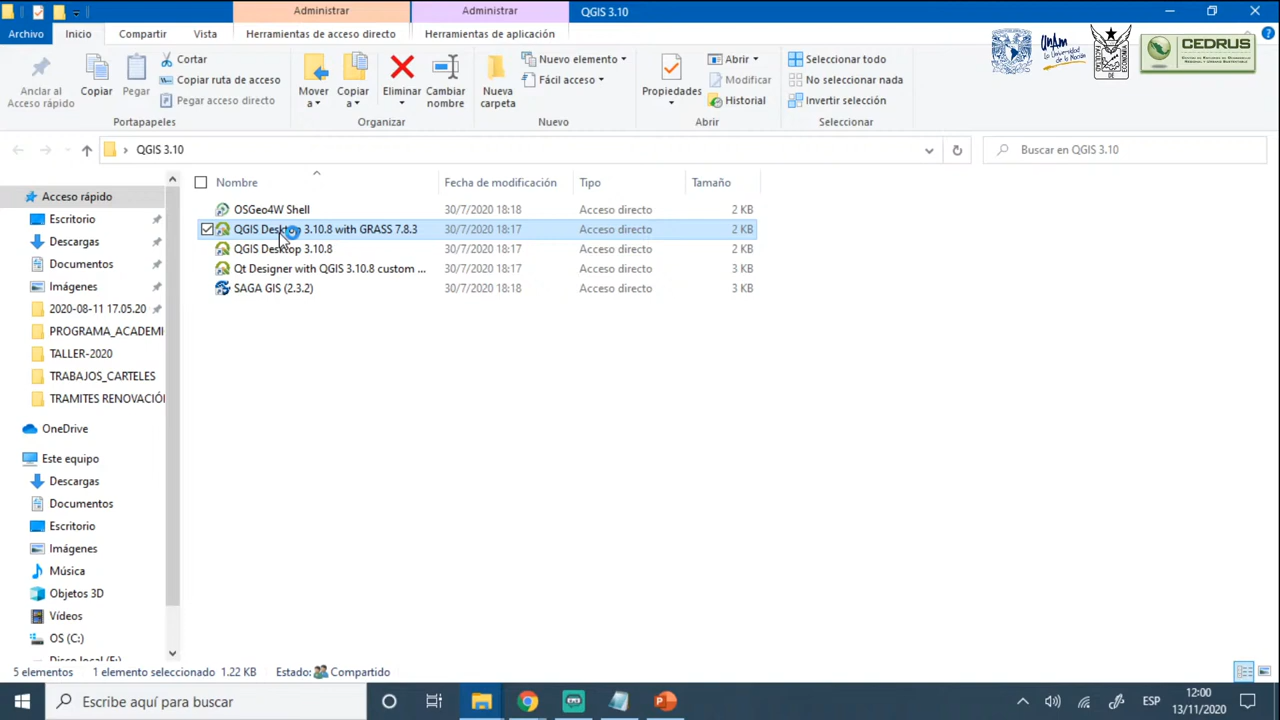 Administrar
Administrar
QGIS 3.10
Archivo
Inicio
Compartir
Vista
Herramientas de acceso directo
Herramientas de aplicación
Anclar al
Acceso rápido
Copiar
Pegar
Cortar
Copiar ruta de acceso
Pegar acceso directo
Portapapeles
Mover
a
Copiar
a
Eliminar
Cambiar
nombre
Organizar
Nueva
carpeta
Nuevo elemento
Fácil acceso
Nuevo
Propiedades
Abrir
Modificar
Historial
Abrir
Seleccionar todo
No seleccionar nada
Invertir selección
Seleccionar
UNAM
La Universidad
de la Nación
CEDRUS
QGIS 3.10
Buscar en QGIS 3.10
Nombre
Fecha de modificación
Tipo
Tamaño
OSGeo4W Shell 30/7/2020 18:18 Acceso directo 2 KB
QGIS Desktop 3.10.8 with GRASS 7.8.3 30/7/2020 18:17 Acceso directo 2 KB
QGIS Desktop 3.10.8 30/7/2020 18:17 Acceso directo 2 KB
Qt Designer with QGIS 3.10.8 custom ... 30/7/2020 18:17 Acceso directo 3 KB
SAGA GIS (2.3.2) 30/7/2020 18:18 Acceso directo 3 KB
Acceso rápido
Escritorio
Descargas
Documentos
Imágenes
2020-08-11 17.05.20
PROGRAMA_ACADEMI
TALLER-2020
TRABAJOS_CARTELES
TRAMITES RENOVACIÓN
OneDrive
Este equipo
Descargas
Documentos
Escritorio
Imágenes
Música
Objetos 3D
Vídeos
OS (C:)
5 elementos
1 elemento seleccionado 1.22 KB
Estado: Compartido
Escribe aquí para buscar
ESP
12:00
13/11/2020